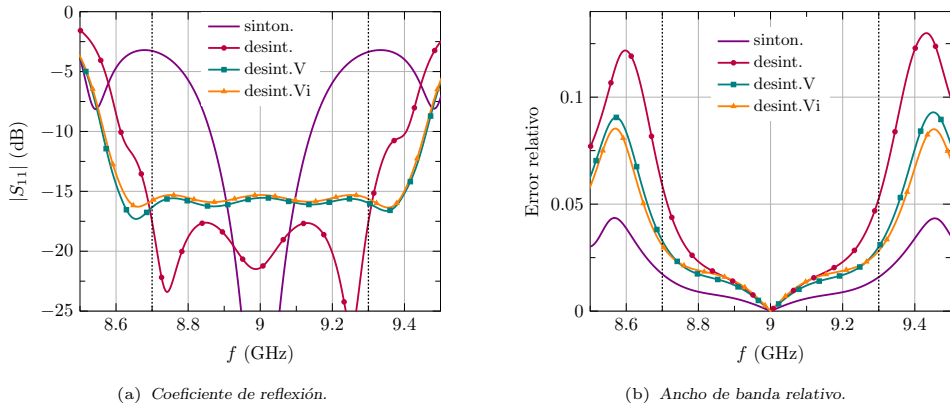 0
−5
−10
−15
−20
−25
|S11| (dB)
8.6
8.8
9
9.2
9.4
f (GHz)
sinton.
desint.
desint.V
desint.Vi
(a) Coeficiente de reflexión.
0.1
0.05
0
Error relativo
8.6
8.8
9
9.2
9.4
f (GHz)
sinton.
desint.
desint.V
desint.Vi
(b) Ancho de banda relativo.